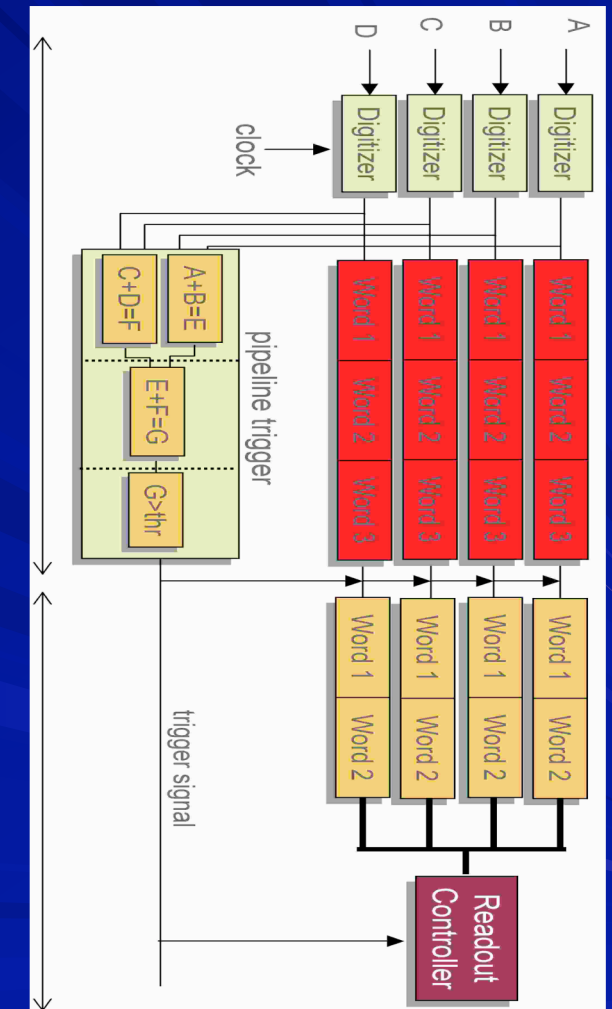 A
Digitizer
Word 1
Word 2
Word 3
Word 1
Word 2
B
Digitizer
Word 1
Word 2
Word 3
Word 1
Word 2
C
Digitizer
Word 1
Word 2
Word 3
Word 1
Word 2
D
Digitizer
Word 1
Word 2
Word 3
Word 1
Word 2
Readout
Controller
clock
pipeline trigger
A+B=E
C+D=F
E+F=G
G>thr
trigger signal